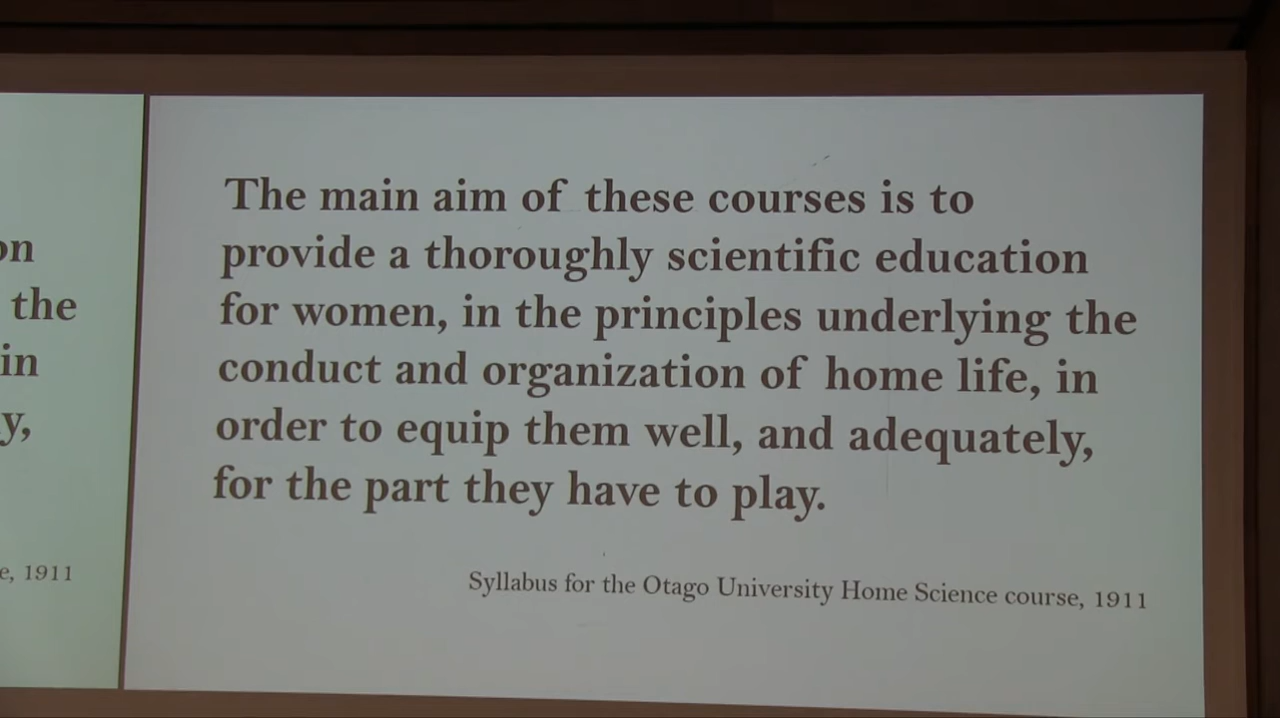 on
the
in
y,
e, 1911
The main aim of these courses is to
provide a thoroughly scientific education
for women, in the principles underlying the
conduct and organization of home life, in
order to equip them well, and adequately,
for the part they have to play.
Syllabus for the Otago University Home Science course, 1911